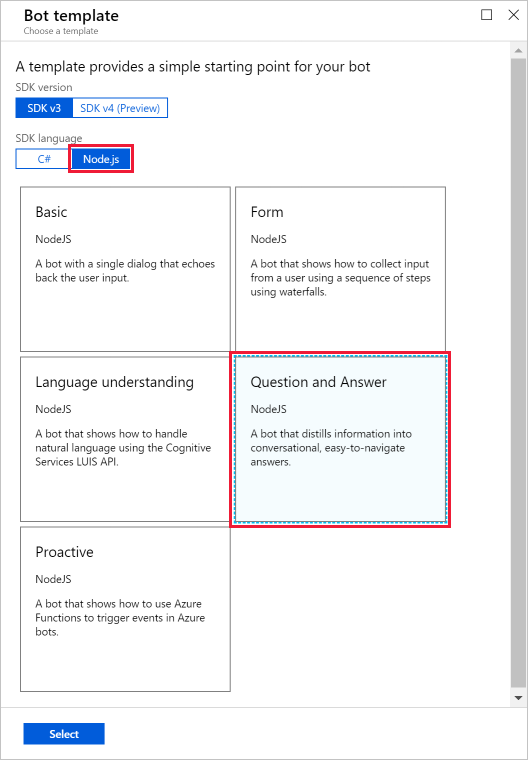 Bot template
Choose a template
A template provides a simple starting point for your bot
SDK version
SDK v3 SDK v4 (Preview)
SDK language
C# Node.js
Basic
NodeJS
A bot with a single dialog that echoes
back the user input.
Form
NodeJS
A bot that shows how to collect input
from a user using a sequence of steps
using waterfalls.
Language understanding
NodeJS
A bot that shows how to handle
natural language using the Cognitive
Services LUIS API.
Question and Answer
NodeJS
A bot that distills information into
conversational, easy-to-navigate
answers.
Proactive
NodeJS
A bot that shows how to use Azure
Functions to trigger events in Azure
bots.
Select